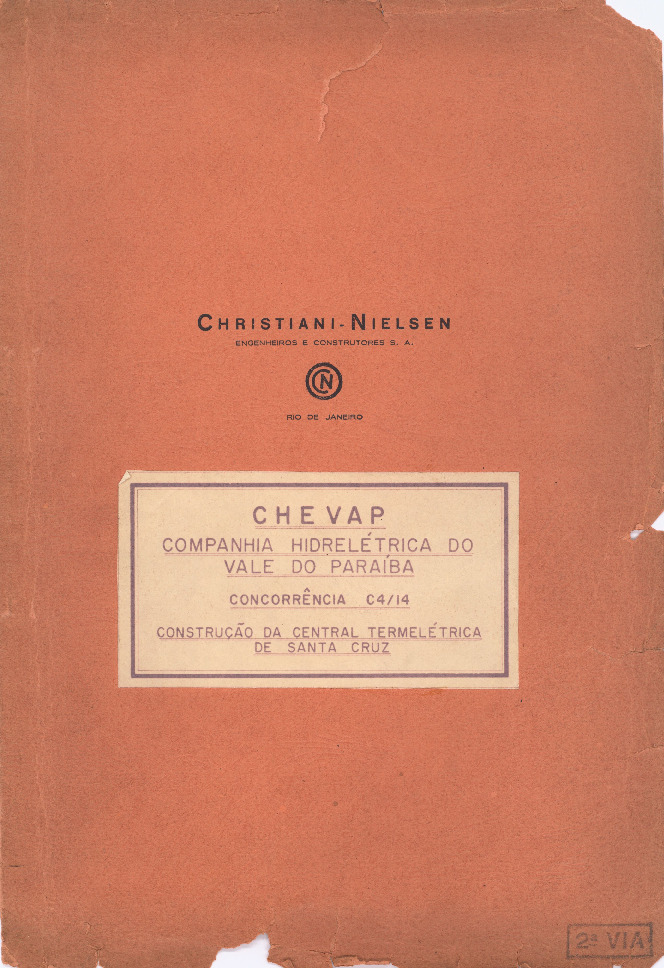 CHRISTIANI-NIELSEN
ENGENHEIROS E CONSTRUTORES S. A.
CN
RIO DE JANEIRO
CHEVAP
COMPANHIA HIDRELÉTRICA DO
VALE DO PARAÍBA
CONCORRÊNCIA C4/14
CONSTRUÇÃO DA CENTRAL TERMELÉTRICA
DE SANTA CRUZ
2ª VIA